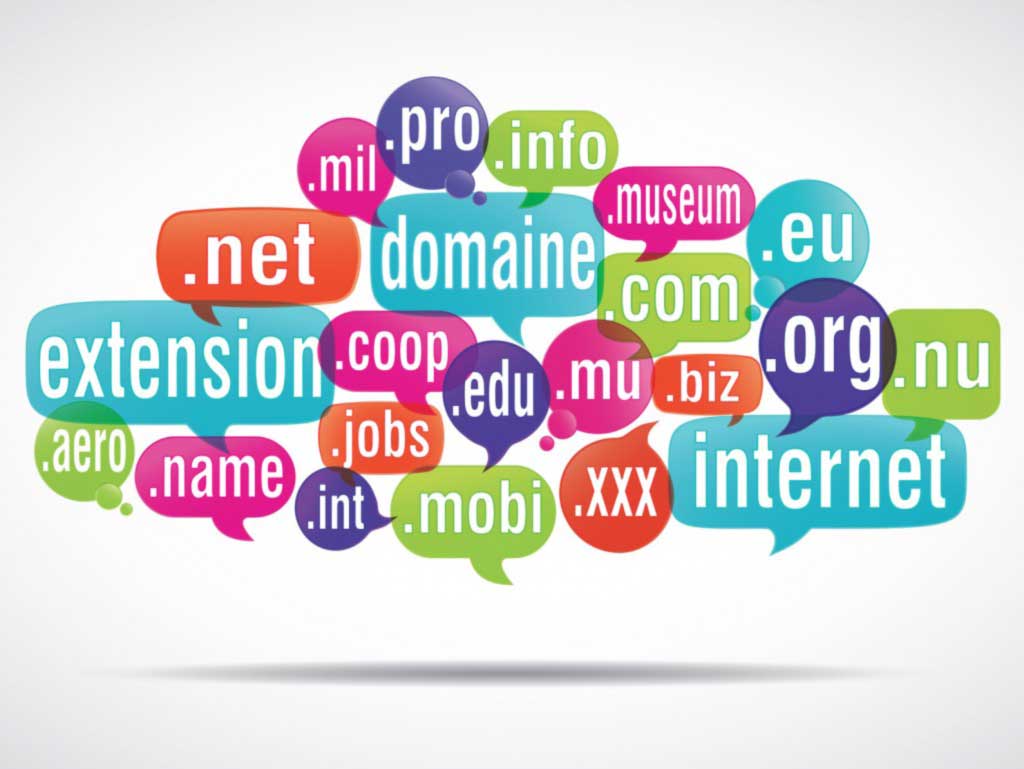 .pro
.info
.mil
.museum
.eu
.net
domaine
.com
extension
.coop
.edu
.mu
.biz
.org
.nu
.aero
.name
.jobs
.int
.mobi
.xxx
internet